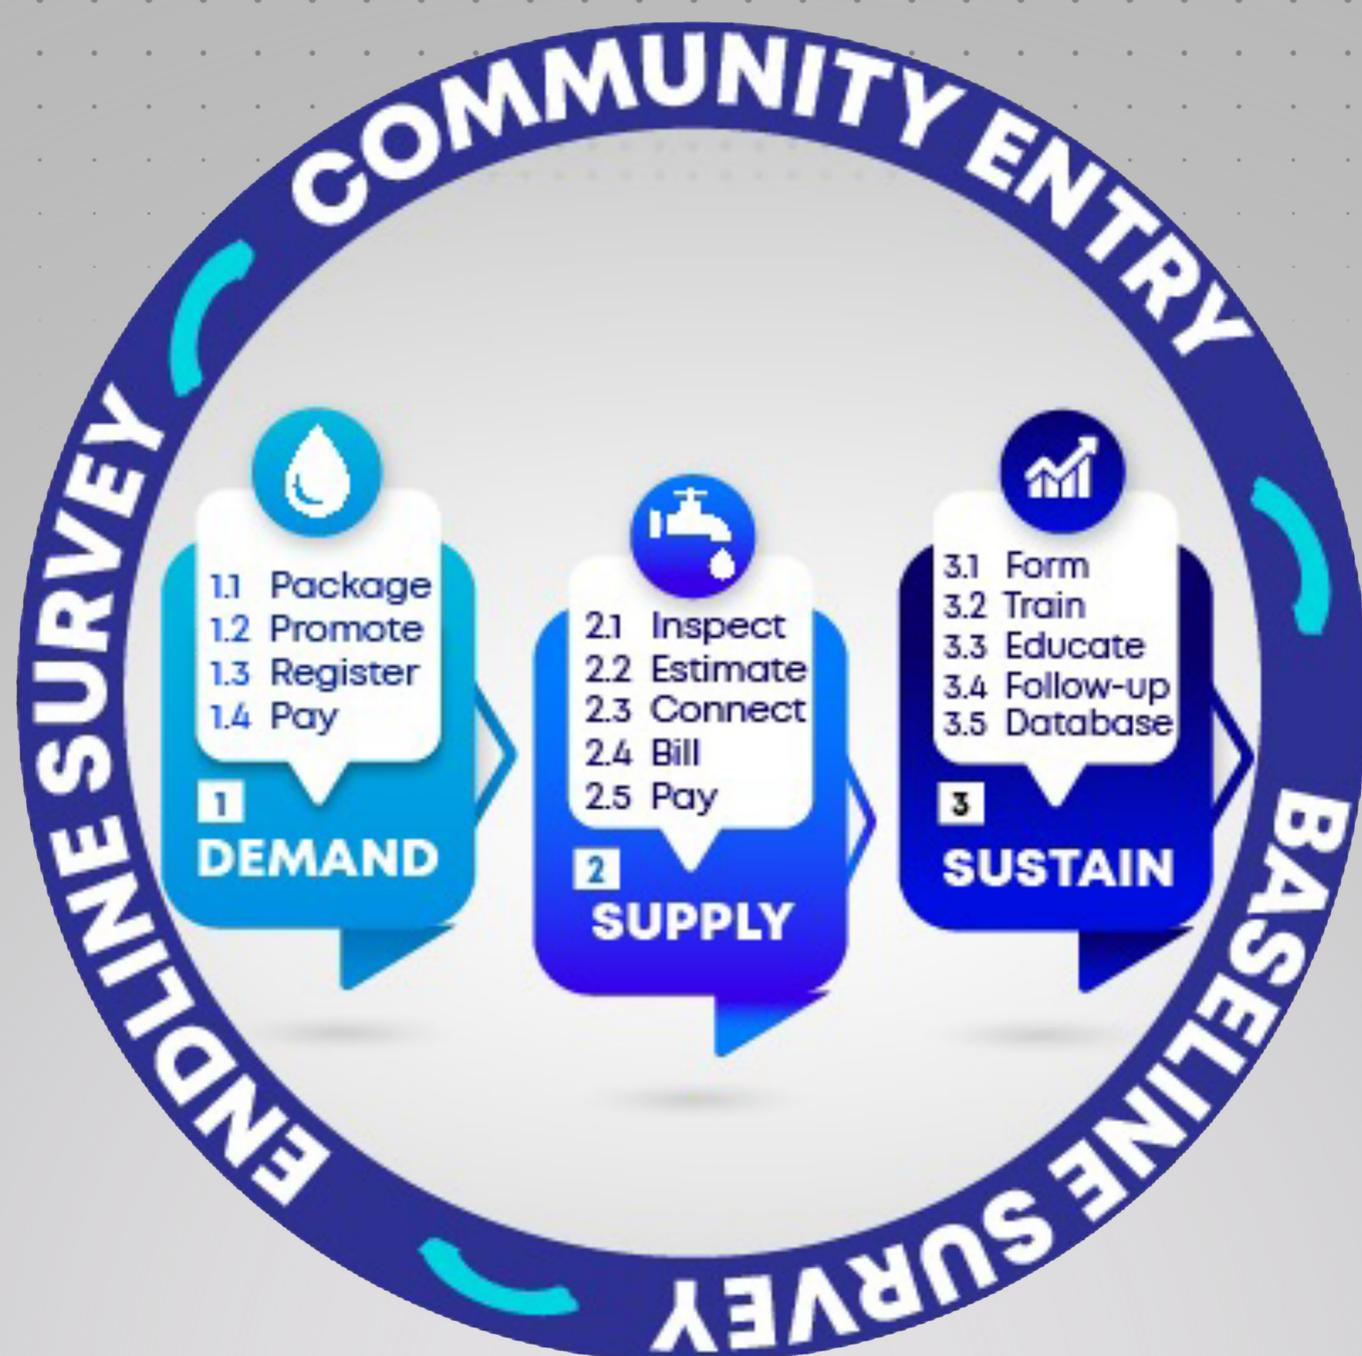 COMMUNITY ENTRY
BASELINE SURVEY
ENDLINE SURVEY
1.1 Package
1.2 Promote
1.3 Register
1.4 Pay
1
DEMAND
2.1 Inspect
2.2 Estimate
2.3 Connect
2.4 Bill
2.5 Pay
2
SUPPLY
3.1 Form
3.2 Train
3.3 Educate
3.4 Follow-up
3.5 Database
3
SUSTAIN